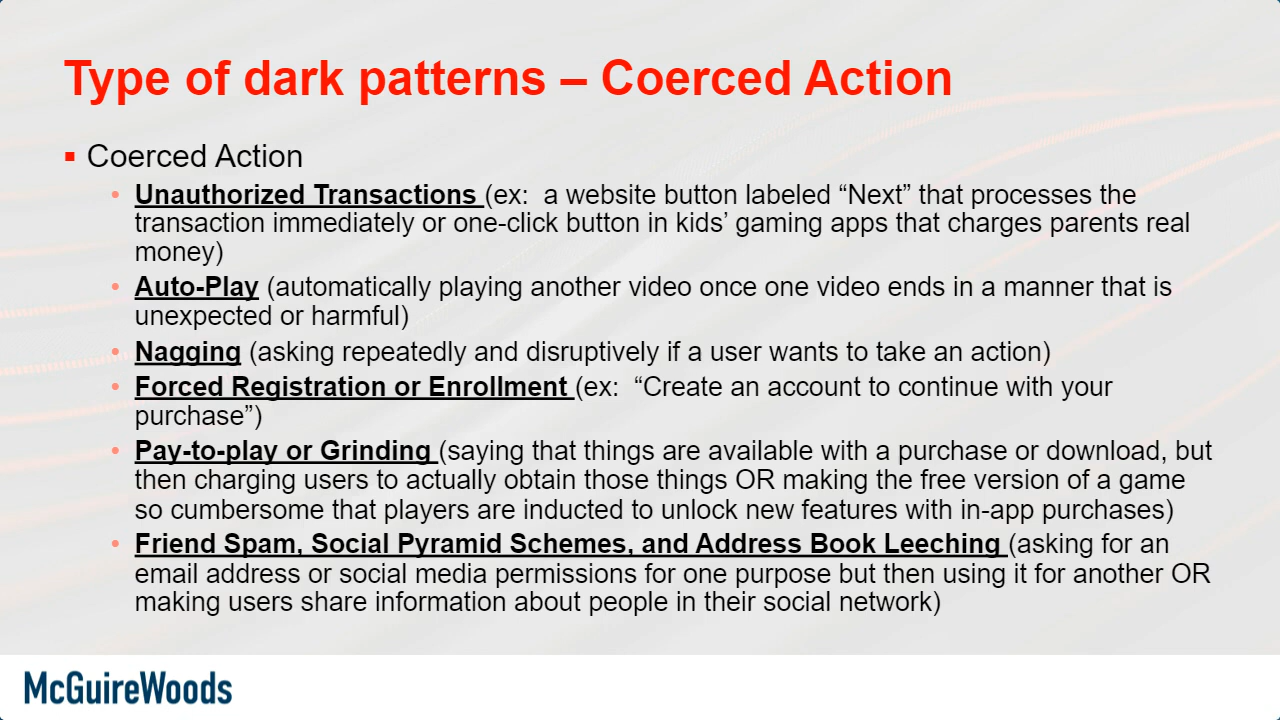 Type of dark patterns – Coerced Action
Coerced Action
Unauthorized Transactions (ex:  a website button labeled “Next” that processes the
transaction immediately or one-click button in kids’ gaming apps that charges parents real
money)
Auto-Play (automatically playing another video once one video ends in a manner that is
unexpected or harmful)
Nagging (asking repeatedly and disruptively if a user wants to take an action)
Forced Registration or Enrollment (ex:  “Create an account to continue with your
purchase”)
Pay-to-play or Grinding (saying that things are available with a purchase or download, but
then charging users to actually obtain those things OR making the free version of a game
so cumbersome that players are inducted to unlock new features with in-app purchases)
Friend Spam, Social Pyramid Schemes, and Address Book Leeching (asking for an
email address or social media permissions for one purpose but then using it for another OR
making users share information about people in their social network)
McGuireWoods